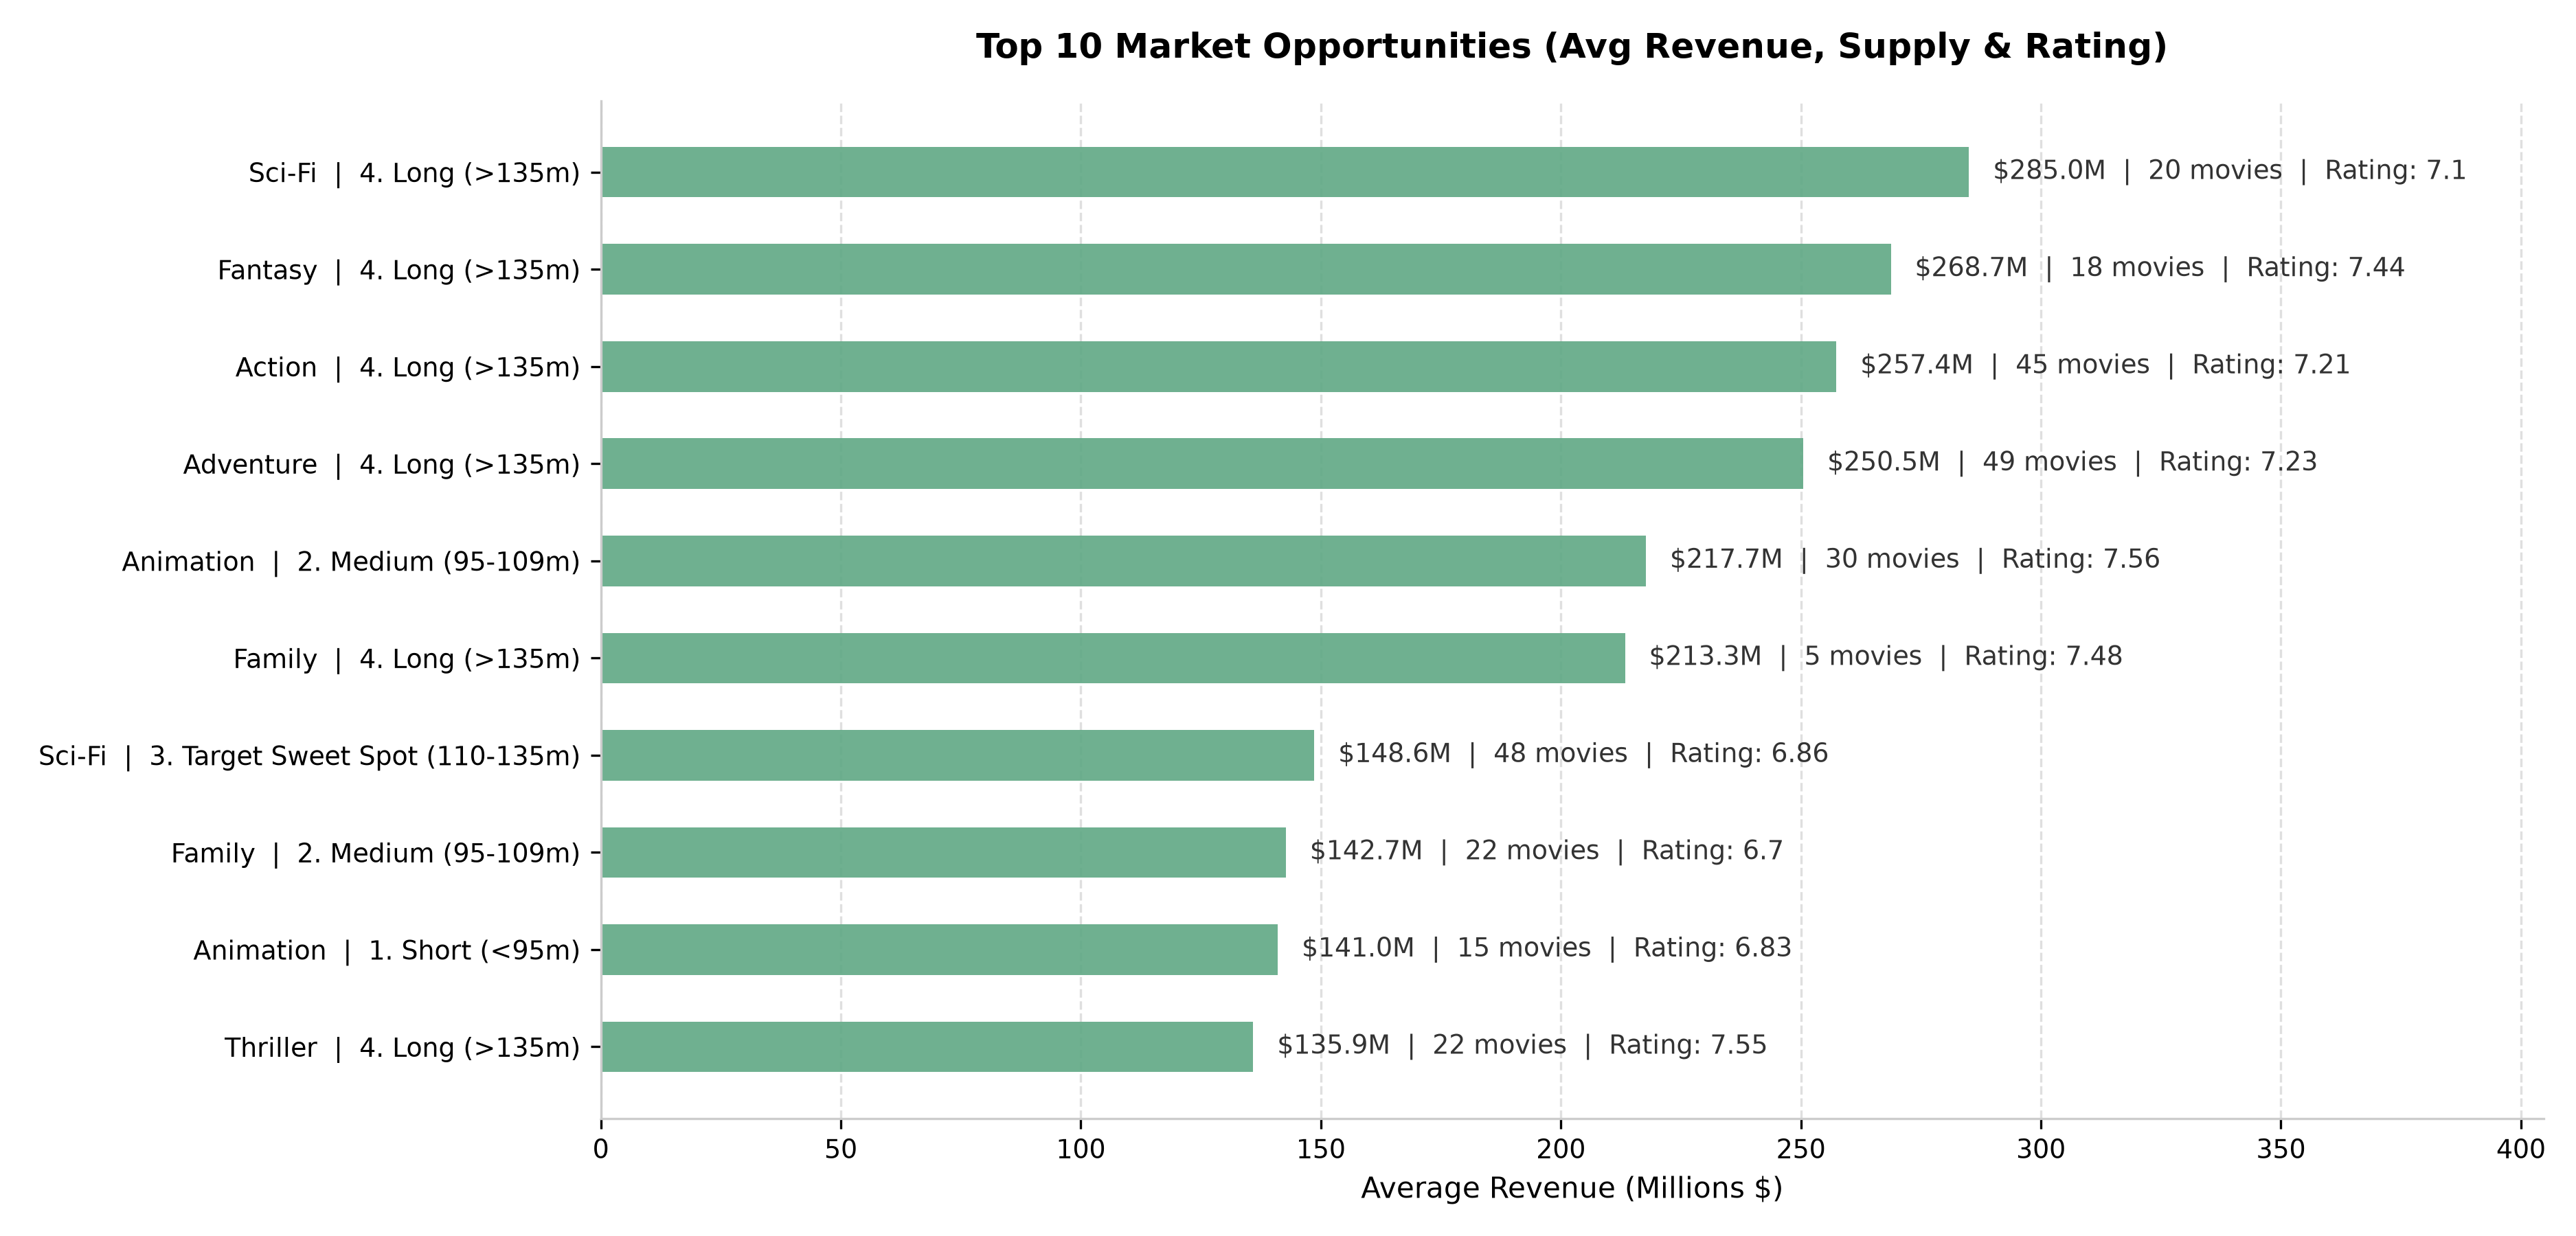 Top 10 Market Opportunities (Avg Revenue, Supply & Rating)
Sci-Fi | 4. Long (>135m) $285.0M | 20 movies | Rating: 7.1
Fantasy | 4. Long (>135m) $268.7M | 18 movies | Rating: 7.44
Action | 4. Long (>135m) $257.4M | 45 movies | Rating: 7.21
Adventure | 4. Long (>135m) $250.5M | 49 movies | Rating: 7.23
Animation | 2. Medium (95-109m) $217.7M | 30 movies | Rating: 7.56
Family | 4. Long (>135m) $213.3M | 5 movies | Rating: 7.48
Sci-Fi | 3. Target Sweet Spot (110-135m) $148.6M | 48 movies | Rating: 6.86
Family | 2. Medium (95-109m) $142.7M | 22 movies | Rating: 6.7
Animation | 1. Short (<95m) $141.0M | 15 movies | Rating: 6.83
Thriller | 4. Long (>135m) $135.9M | 22 movies | Rating: 7.55
0 50 100 150 200 250 300 350 400
Average Revenue (Millions $)